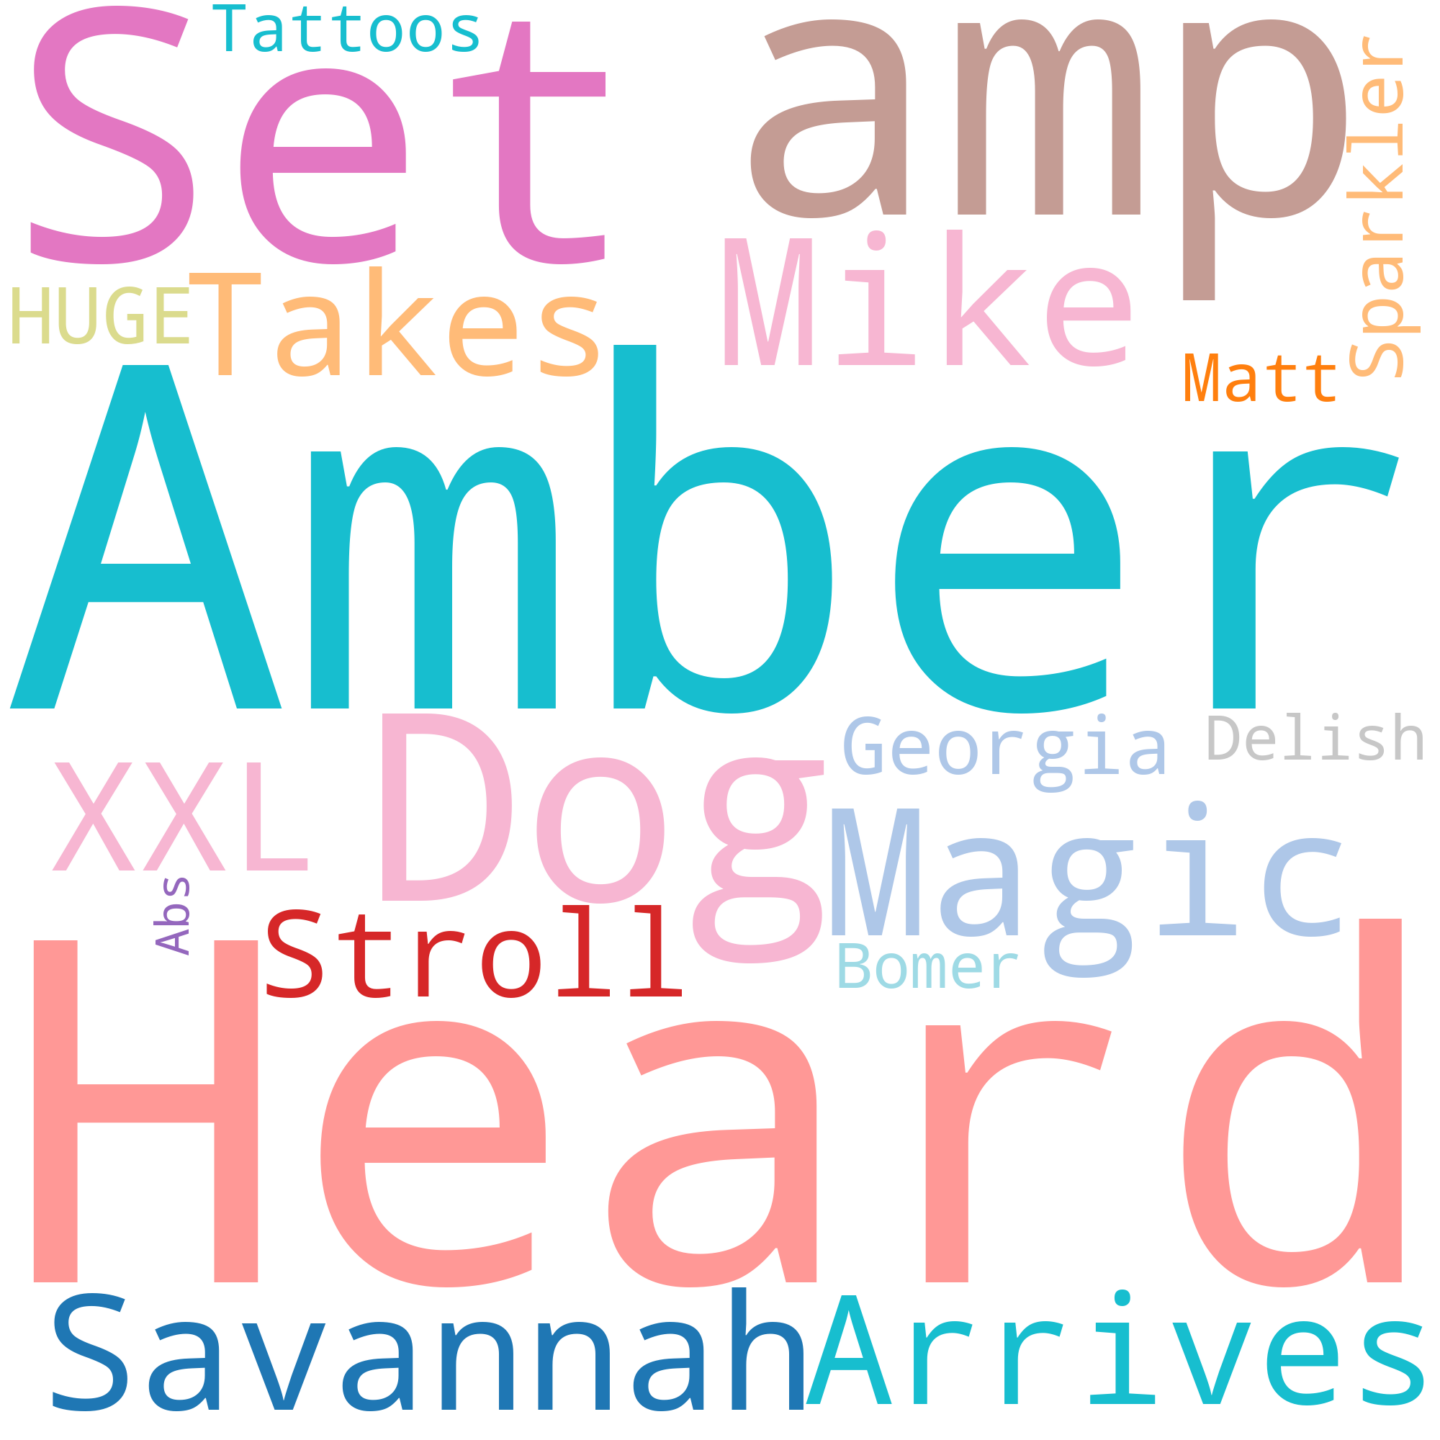 Tattoos
Set
amp
Sparkler
HUGE
Takes
Mike
Matt
Amber
Georgia
Delish
XXL
Dog
Magic
Abs
Stroll
Bomer
Heard
Savannah
Arrives